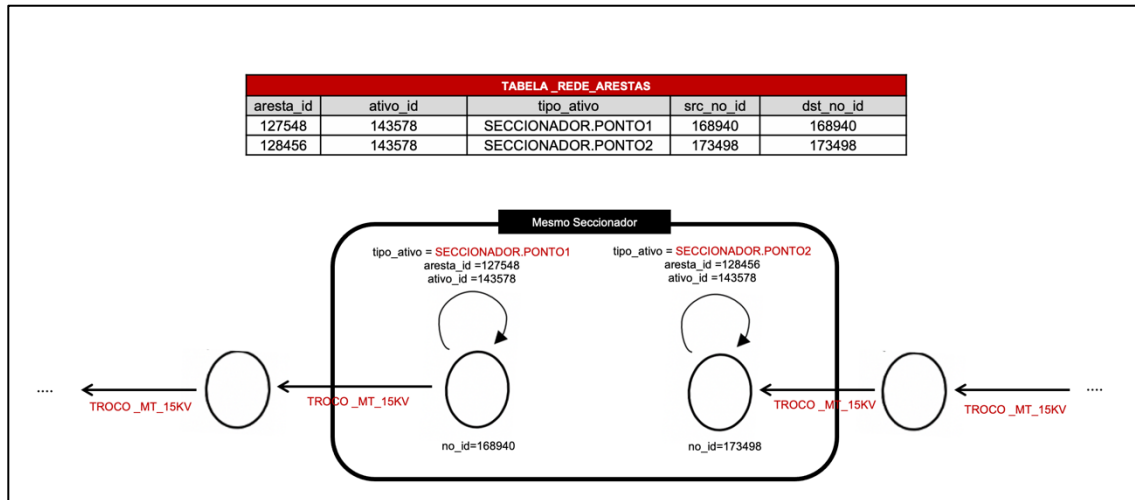 TABELA _REDE_ARESTAS
aresta_id ativo_id tipo_ativo src_no_id dst_no_id
127548 143578 SECCIONADOR.PONTO1 168940 168940
128456 143578 SECCIONADOR.PONTO2 173498 173498
Mesmo Seccionador
tipo_ativo = SECCIONADOR.PONTO1
aresta_id =127548
ativo_id =143578
tipo_ativo = SECCIONADOR.PONTO2
aresta_id =128456
ativo_id =143578
....
TROCO _MT_15KV
TROCO _MT_15KV
TROCO _MT_15KV
TROCO _MT_15KV
....
no_id=168940
no_id=173498